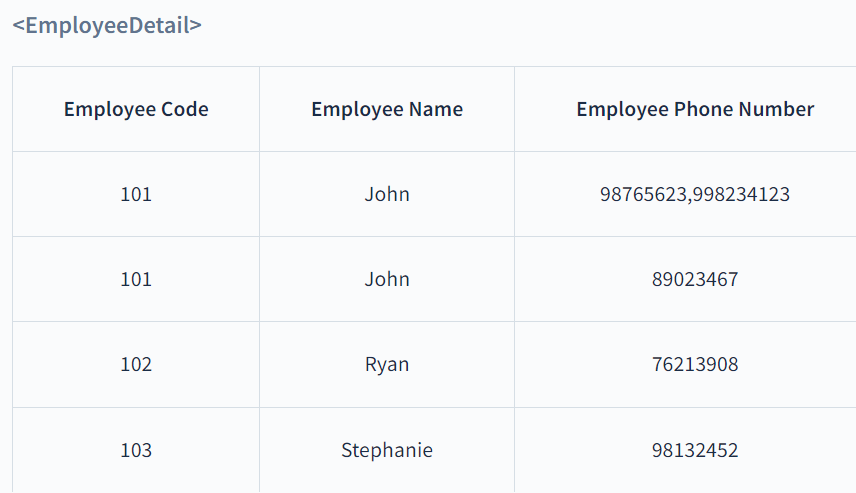 <EmployeeDetail>
Employee Code Employee Name Employee Phone Number
101 John 98765623,998234123
101 John 89023467
102 Ryan 76213908
103 Stephanie 98132452